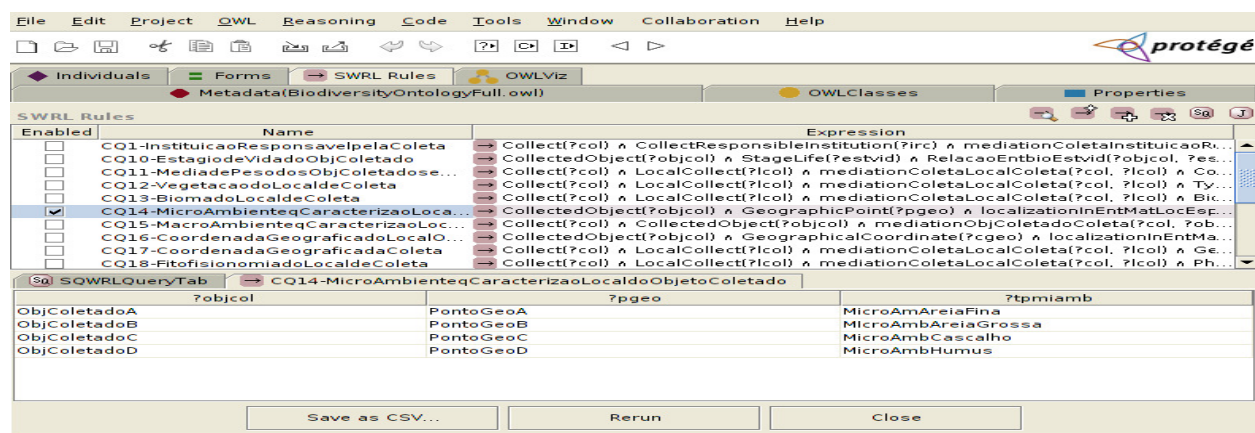 File Edit Project OWL Reasoning Code Tools Window Collaboration Help
protégé
Individuals Forms SWRL Rules OWLViz
Metadata(BiodiversityOntologyFull.owl) OWLClasses Properties
SWRL Rules
Enabled Name Expression
CQ1-InstituicaoResponsavelpelaColeta Collect(?col) ∧ CollectResponsibleInstitution(?irc) ∧ mediationColetaInstituicaoR...
CQ10-EstagiodeVidadoObjColetado CollectedObject(?objcol) ∧ StageLife(?estvid) ∧ RelacaoEntbioEstvid(?objcol, ?es...
CQ11-MediadePesodosObjColetadose... Collect(?col) ∧ LocalCollect(?lcol) ∧ mediationColetaLocalColeta(?col, ?lcol) ∧ Co...
CQ12-VegetacaodoLocaldeColeta Collect(?col) ∧ LocalCollect(?lcol) ∧ mediationColetaLocalColeta(?col, ?lcol) ∧ Ty...
CQ13-BiomadoLocaldeColeta Collect(?col) ∧ LocalCollect(?lcol) ∧ mediationColetaLocalColeta(?col, ?lcol) ∧ Bio...
CQ14-MicroAmbienteqCaracterizaoLoca... CollectedObject(?objcol) ∧ GeographicPoint(?pgeo) ∧ localizationInEntMatLocEsp...
CQ15-MacroAmbienteqCaracterizaoLoc... Collect(?col) ∧ CollectedObject(?objcol) ∧ mediationObjColetadoColeta(?col, ?ob...
CQ16-CoordenadaGeograficadoLocalO... CollectedObject(?objcol) ∧ GeographicalCoordinate(?cgeo) ∧ localizationInEntMa...
CQ17-CoordenadaGeograficadaColeta Collect(?col) ∧ LocalCollect(?lcol) ∧ mediationColetaLocalColeta(?col, ?lcol) ∧ Ge...
CQ18-FitofisionomiadoLocaldeColeta Collect(?col) ∧ LocalCollect(?lcol) ∧ mediationColetaLocalColeta(?col, ?lcol) ∧ Ph...
SQWRLQueryTab CQ14-MicroAmbienteqCaracterizaoLocaldoObjetoColetado
?objcol ?pgeo ?tpmiamb
ObjColetadoA PontoGeoA MicroAmAreiaFina
ObjColetadoB PontoGeoB MIcroAmbAreiaGrossa
ObjColetadoC PontoGeoC MicroAmbCascalho
ObjColetadoD PontoGeoD MicroAmbHumus
Save as CSV... Rerun Close